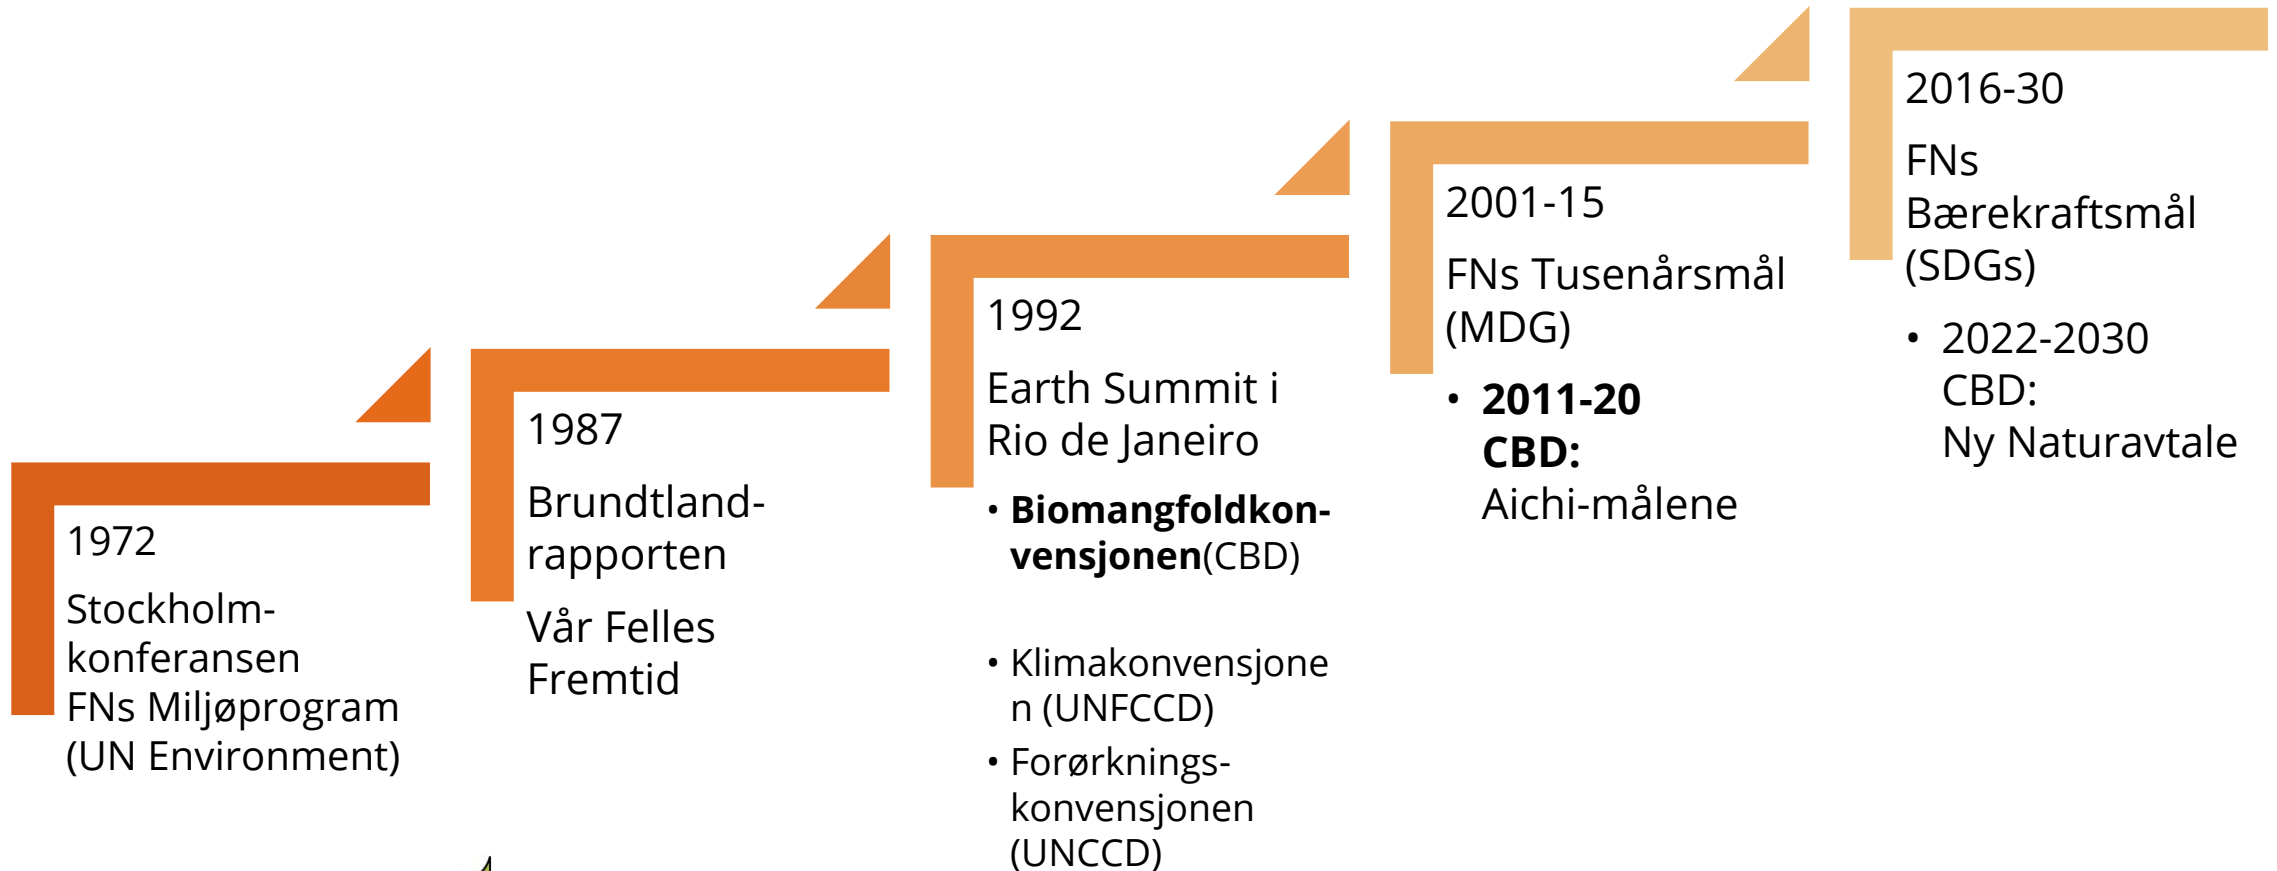 1972
Stockholm-
konferansen
FNs Miljøprogram
(UN Environment)
1987
Brundtland-
rapporten
Vår Felles
Fremtid
1992
Earth Summit i
Rio de Janeiro
• Biomangfoldkon-
vensjonen(CBD)
• Klimakonvensjone
n (UNFCCD)
• Forørknings-
konvensjonen
(UNCCD)
2001-15
FNs Tusenårsmål
(MDG)
• 2011-20
CBD:
Aichi-målene
2016-30
FNs
Bærekraftsmål
(SDGs)
• 2022-2030
CBD:
Ny Naturavtale